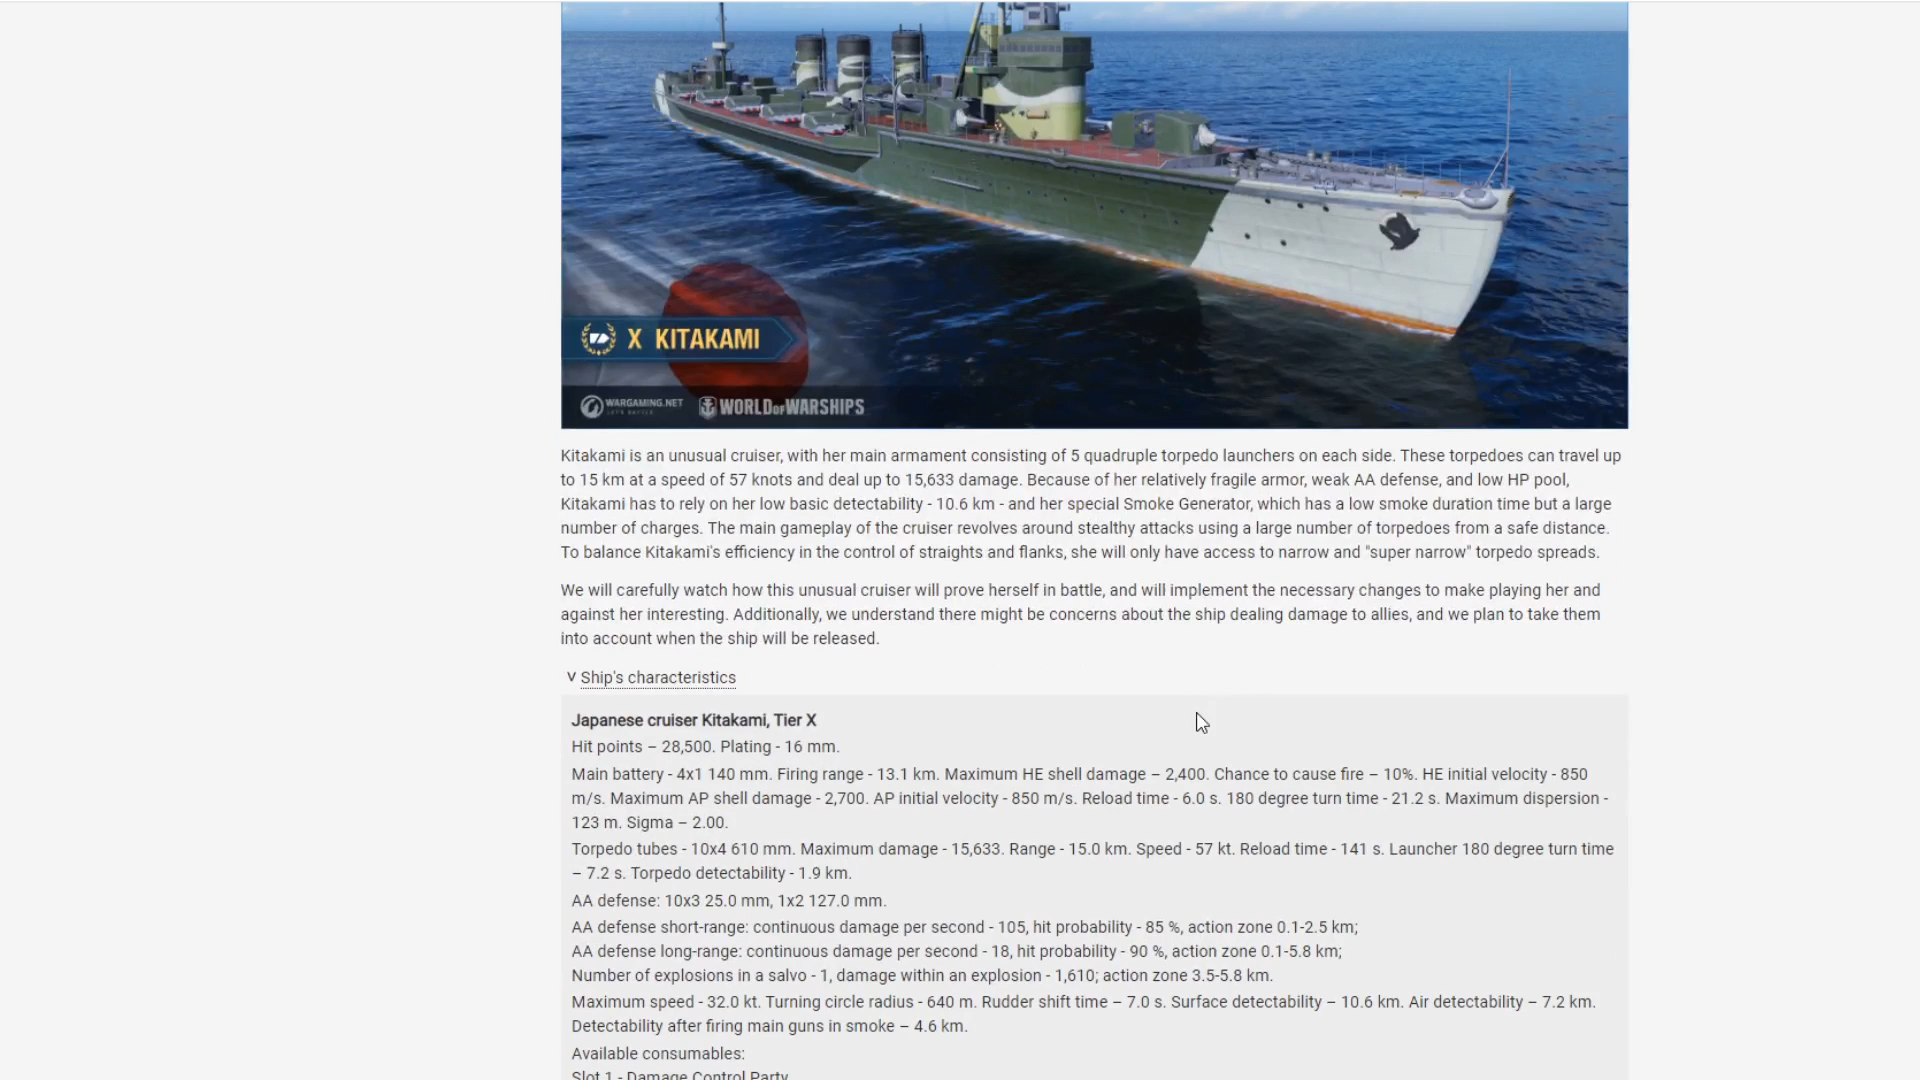 X KITAKAMI
WARGAMING.NET
LET'S BATTLE
WORLD OF WARSHIPS
Kitakami is an unusual cruiser, with her main armament consisting of 5 quadruple torpedo launchers on each side. These torpedoes can travel up
to 15 km at a speed of 57 knots and deal up to 15,633 damage. Because of her relatively fragile armor, weak AA defense, and low HP pool,
Kitakami has to rely on her low basic detectability - 10.6 km - and her special Smoke Generator, which has a low smoke duration time but a large
number of charges. The main gameplay of the cruiser revolves around stealthy attacks using a large number of torpedoes from a safe distance.
To balance Kitakami's efficiency in the control of straights and flanks, she will only have access to narrow and "super narrow" torpedo spreads.
We will carefully watch how this unusual cruiser will prove herself in battle, and will implement the necessary changes to make playing her and
against her interesting. Additionally, we understand there might be concerns about the ship dealing damage to allies, and we plan to take them
into account when the ship will be released.
v Ship's characteristics
Japanese cruiser Kitakami, Tier X
Hit points – 28,500. Plating - 16 mm.
Main battery - 4x1 140 mm. Firing range - 13.1 km. Maximum HE shell damage – 2,400. Chance to cause fire – 10%. HE initial velocity - 850
m/s. Maximum AP shell damage - 2,700. AP initial velocity - 850 m/s. Reload time - 6.0 s. 180 degree turn time - 21.2 s. Maximum dispersion -
123 m. Sigma – 2.00.
Torpedo tubes - 10x4 610 mm. Maximum damage - 15,633. Range - 15.0 km. Speed - 57 kt. Reload time - 141 s. Launcher 180 degree turn time
– 7.2 s. Torpedo detectability - 1.9 km.
AA defense: 10x3 25.0 mm, 1x2 127.0 mm.
AA defense short-range: continuous damage per second - 105, hit probability - 85 %, action zone 0.1-2.5 km;
AA defense long-range: continuous damage per second - 18, hit probability - 90 %, action zone 0.1-5.8 km;
Number of explosions in a salvo - 1, damage within an explosion - 1,610; action zone 3.5-5.8 km.
Maximum speed - 32.0 kt. Turning circle radius - 640 m. Rudder shift time – 7.0 s. Surface detectability – 10.6 km. Air detectability – 7.2 km.
Detectability after firing main guns in smoke – 4.6 km.
Available consumables:
Slot 1 - Damage Control Party